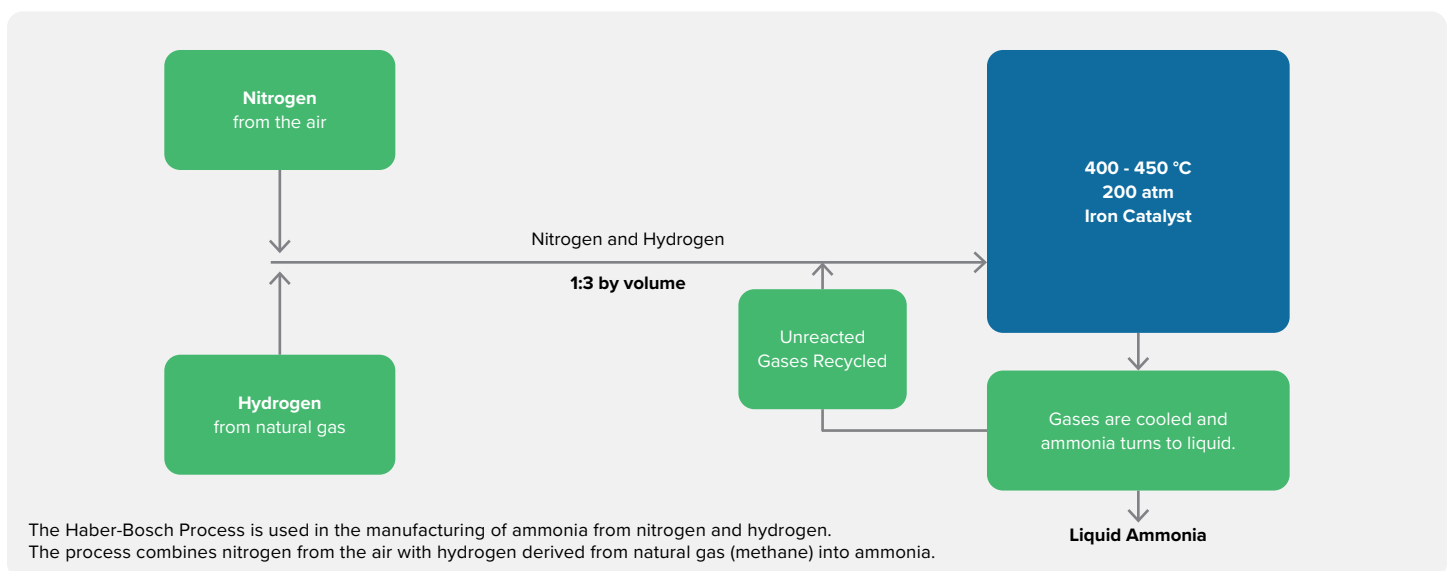 Nitrogen
from the air
400 - 450 °C
200 atm
Iron Catalyst
Nitrogen and Hydrogen
1:3 by volume
Unreacted
Gases Recycled
Hydrogen
from natural gas
Gases are cooled and
ammonia turns to liquid.
Liquid Ammonia
The Haber-Bosch Process is used in the manufacturing of ammonia from nitrogen and hydrogen.
The process combines nitrogen from the air with hydrogen derived from natural gas (methane) into ammonia.